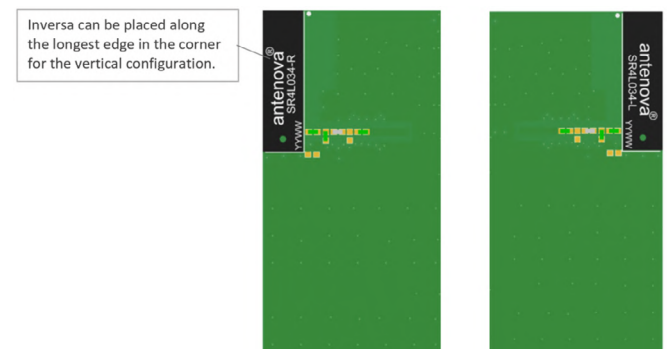 Inversa can be placed along
the longest edge in the corner
for the vertical configuration.
antenova®
SR4L034-R
YYWW
antenova®
SR4L034-L
YYWW